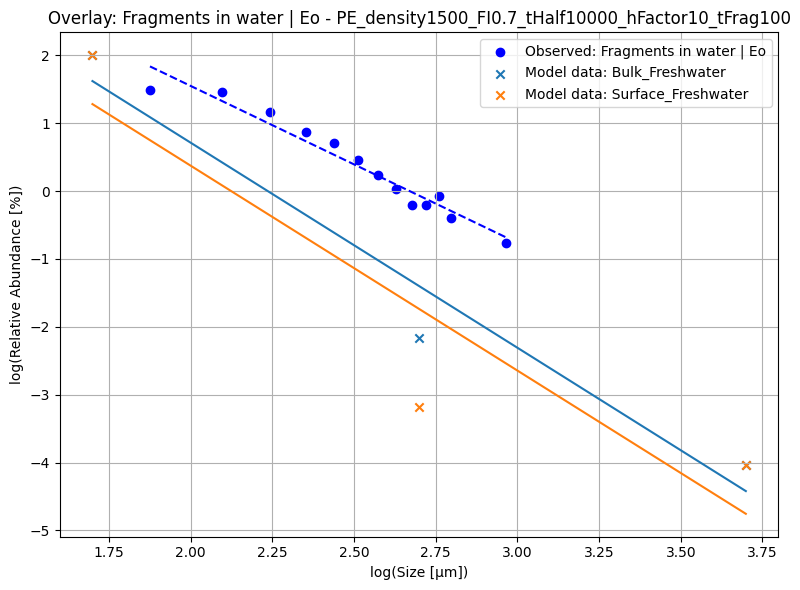 Overlay: Fragments in water | Eo - PE_density1500_FI0.7_tHalf10000_hFactor10_tFrag100
Observed: Fragments in water | Eo
Model data: Bulk_Freshwater
Model data: Surface_Freshwater
log(Relative Abundance [%])
2
1
0
−1
−2
−3
−4
−5
1.75 2.00 2.25 2.50 2.75 3.00 3.25 3.50 3.75
log(Size [µm])